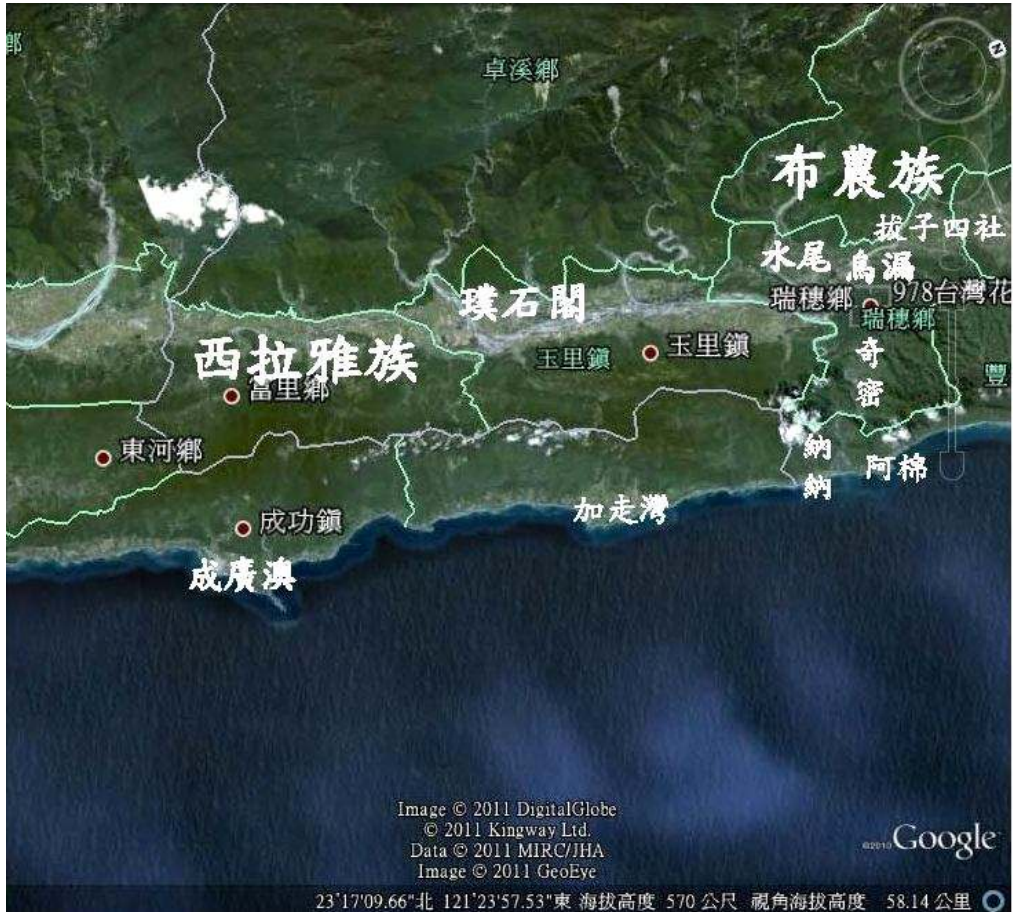 鄉
卓溪鄉
布農族
拔子四社
水尾
烏漏
瑞穗鄉
978台灣花
瑞穗鄉
璞石閣
玉里鎮
玉里鎮
西拉雅族
富里鄉
奇密
豐
東河鄉
納納
阿棉
加走灣
成功鎮
成廣澳
Image © 2011 DigitalGlobe
© 2011 Kingway Ltd.
Data © 2011 MIRC/JHA
Image © 2011 GeoEye
©2010 Google
23°17'09.66"北 121°23'57.53"東 海拔高度 570 公尺 視角海拔高度 58.14 公里